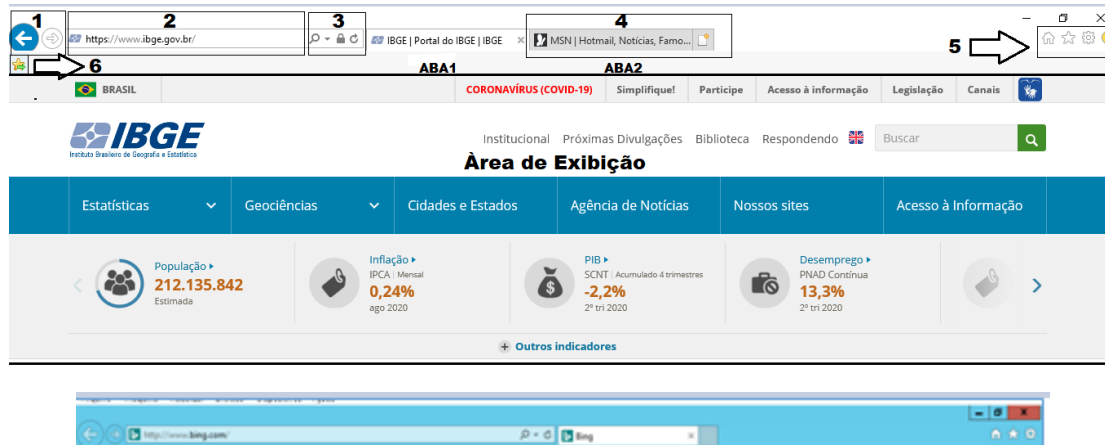 1 2 3 4
https://www.ibge.gov.br/ IBGE | Portal do IBGE | IBGE MSN | Hotmail, Notícias, Famo...
5
6 ABA1 ABA2
BRASIL CORONAVÍRUS (COVID-19) Simplifique! Participe Acesso à informação Legislação Canais
IBGE
Instituto Brasileiro de Geografia e Estatística
Institucional Próximas Divulgações Biblioteca Respondendo Buscar
Àrea de Exibição
Estatísticas Geociências Cidades e Estados Agência de Notícias Nossos sites Acesso à Informação
População
212.135.842
Estimada
Inflação
IPCA | Mensal
0,24%
ago 2020
PIB
SCNT | Acumulado 4 trimestres
-2,2%
2º tri 2020
Desemprego
PNAD Contínua
13,3%
2º tri 2020
+ Outros indicadores
http://www.bing.com/ Bing